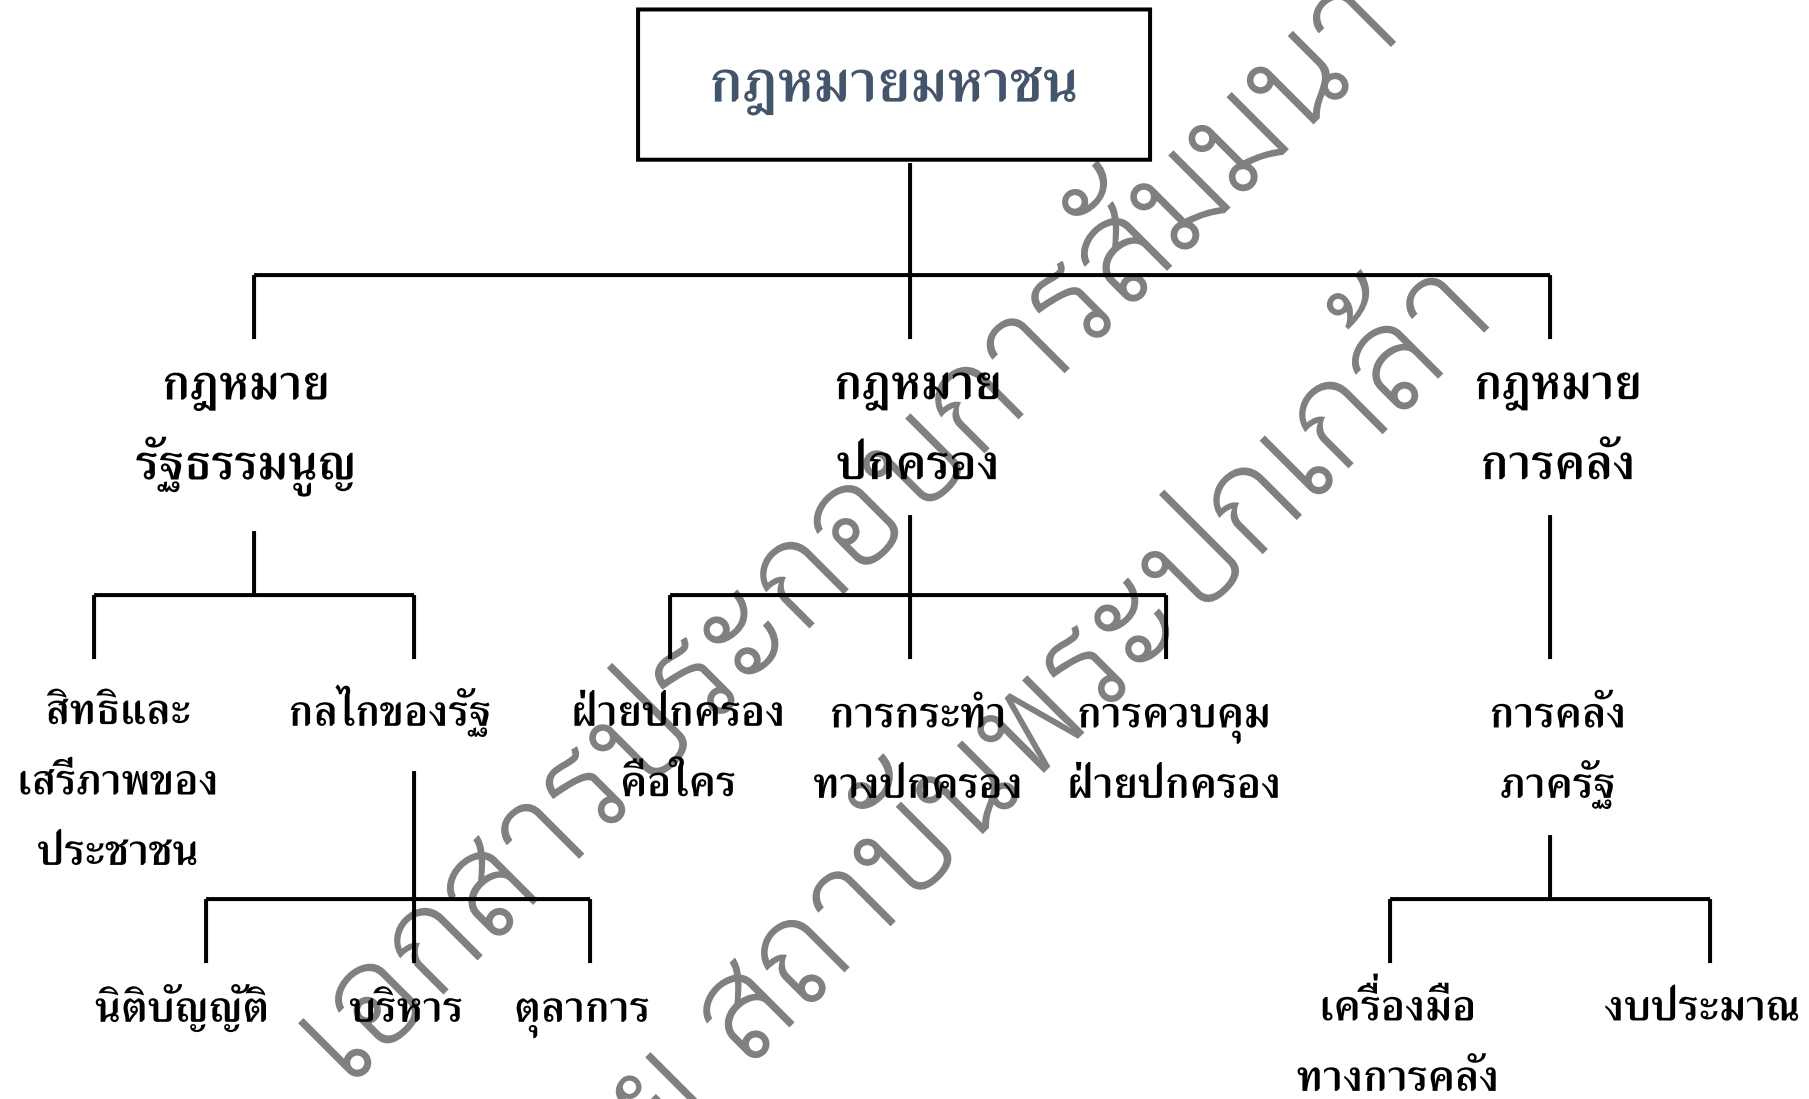 กฎหมายมหาชน
กฎหมาย
รัฐธรรมนูญ
กฎหมาย
ปกครอง
กฎหมาย
การคลัง
สิทธิและ
เสรีภาพของ
ประชาชน
กลไกของรัฐ
ฝ่ายปกครอง
คือใคร
การกระทำ
ทางปกครอง
การควบคุม
ฝ่ายปกครอง
การคลัง
ภาครัฐ
นิติบัญญัติ
บริหาร
ตุลาการ
เครื่องมือ
ทางการคลัง
งบประมาณ
เอกสารประกอบการสัมมนา
สถาบันพระปกเกล้า